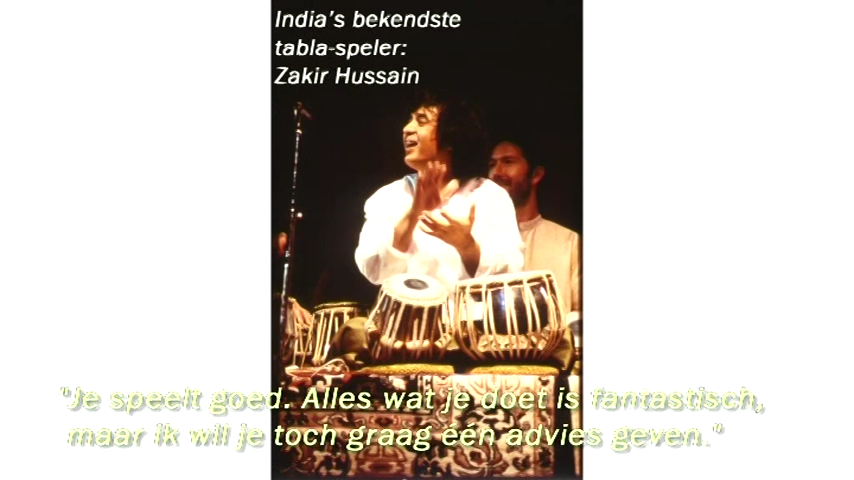 India's bekendste
tabla-speler:
Zakir Hussain
"Je speelt goed. Alles wat je doet is fantastisch,
maar ik wil je toch graag één advies geven."